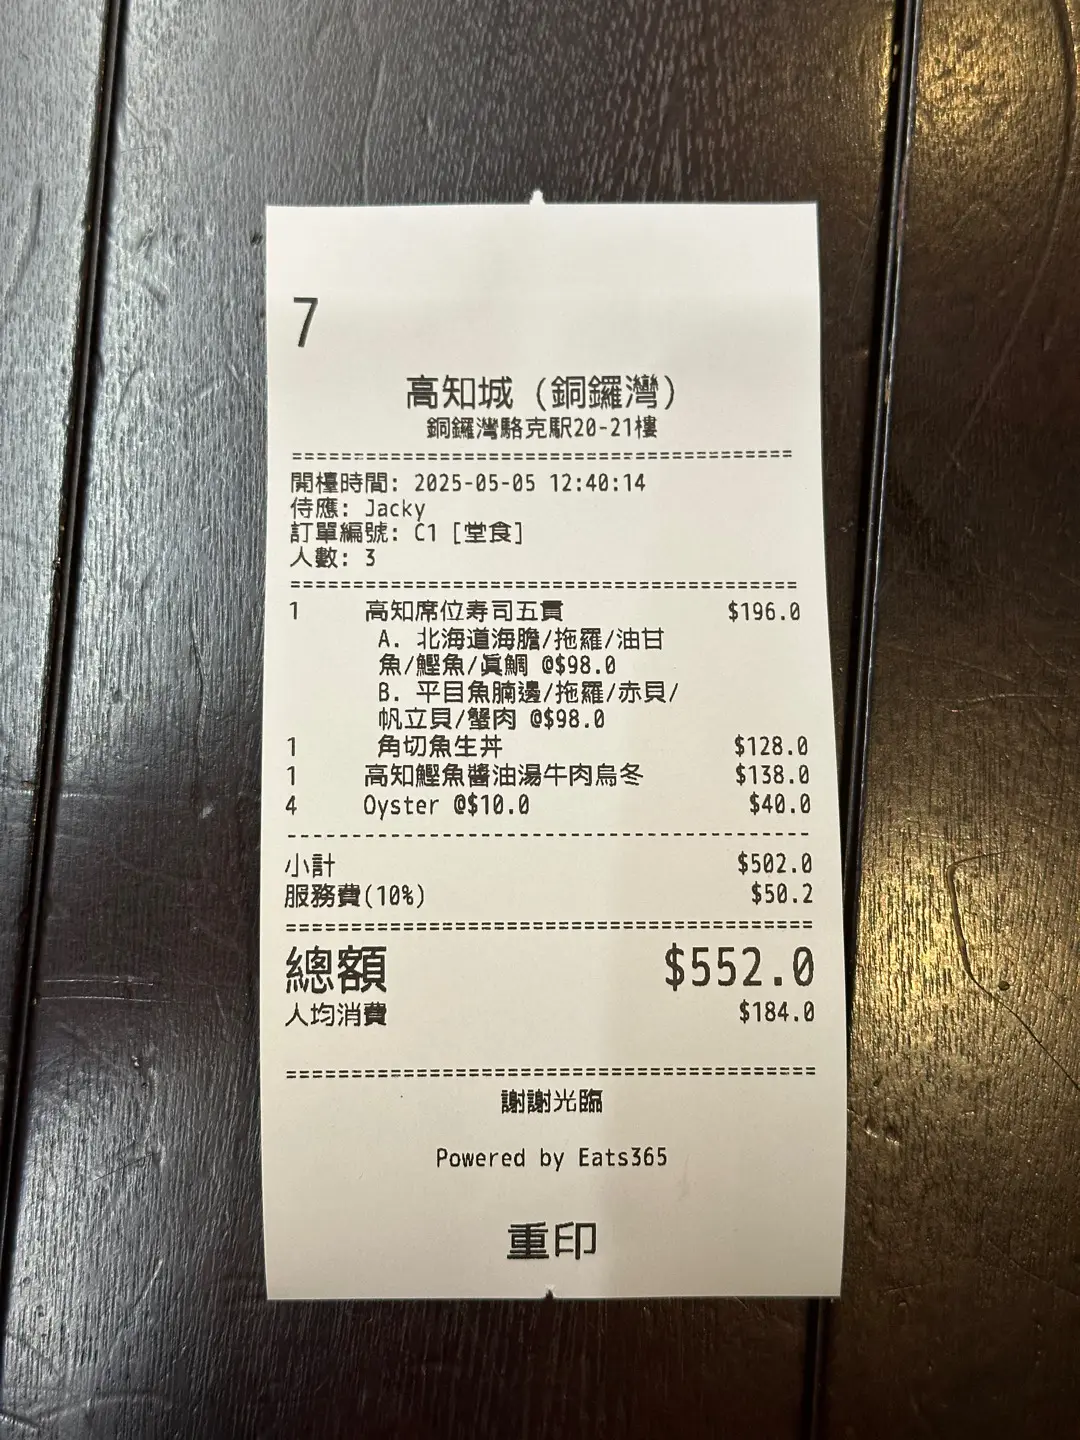 7
高知城 (銅鑼灣)
銅鑼灣駱克駅20-21樓
開檯時間: 2025-05-05 12:40:14
侍應: Jacky
訂單編號: C1 [堂食]
人數: 3
1 高知席位寿司五貫 $196.0
A. 北海道海膽/拖羅/油甘
魚/鰹魚/真鯛 @$98.0
B. 平目魚腩邊/拖羅/赤貝/
帆立貝/蟹肉 @$98.0
1 角切魚生丼 $128.0
1 高知鰹魚醬油湯牛肉烏冬 $138.0
4 Oyster @$10.0 $40.0
小計 $502.0
服務費(10%) $50.2
總額 $552.0
人均消費 $184.0
謝謝光臨
Powered by Eats365
重印